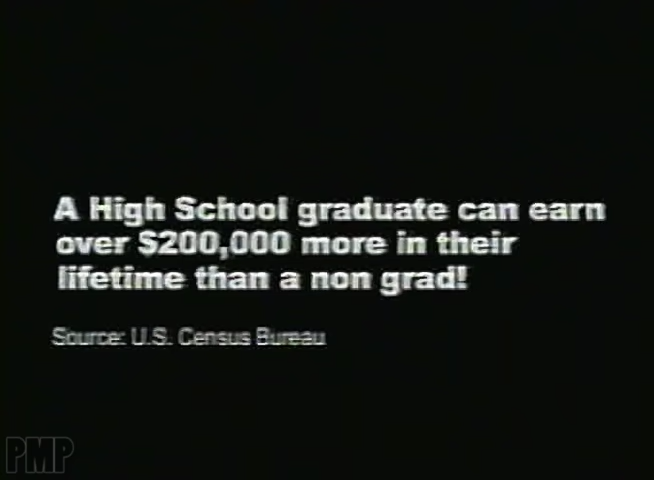 A High School graduate can earn
over $200,000 more in their
lifetime than a non grad!
Source: U.S. Census Bureau
PMP